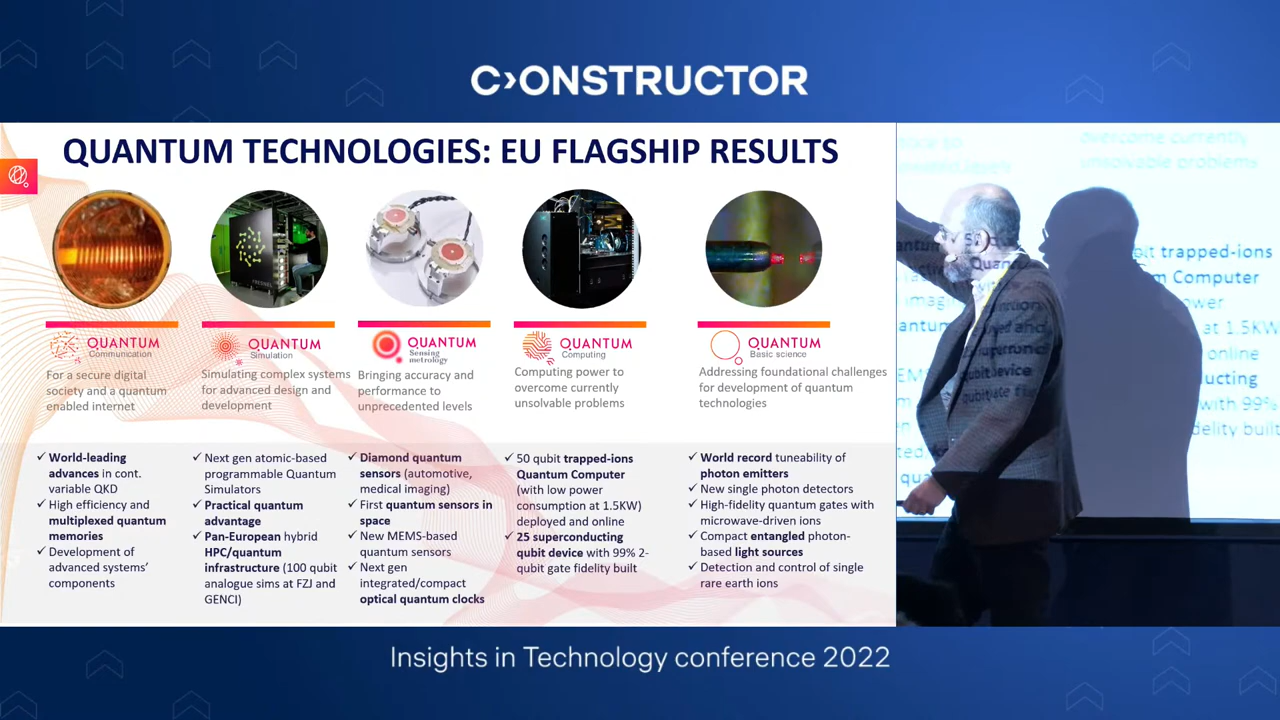 C›ONSTRUCTOR
QUANTUM TECHNOLOGIES: EU FLAGSHIP RESULTS
QUANTUM
Communication
For a secure digital
society and a quantum
enabled internet
QUANTUM
Simulation
Simulating complex systems
for advanced design and
development
QUANTUM
Sensing
metrology
Bringing accuracy and
performance to
unprecedented levels
QUANTUM
Computing
Computing power to
overcome currently
unsolvable problems
QUANTUM
Basic science
Addressing foundational challenges
for development of quantum
technologies
✓ World-leading
advances in cont.
variable QKD
✓ High efficiency and
multiplexed quantum
memories
✓ Development of
advanced systems’
components
✓ Next gen atomic-based
programmable Quantum
Simulators
✓ Practical quantum
advantage
✓ Pan-European hybrid
HPC/quantum
infrastructure (100 qubit
analogue sims at FZJ and
GENCI)
✓ Diamond quantum
sensors (automotive,
medical imaging)
✓ First quantum sensors in
space
✓ New MEMS-based
quantum sensors
✓ Next gen
integrated/compact
optical quantum clocks
✓ 50 qubit trapped-ions
Quantum Computer
(with low power
consumption at 1.5KW)
deployed and online
✓ 25 superconducting
qubit device with 99% 2-
qubit gate fidelity built
✓ World record tuneability of
photon emitters
✓ New single photon detectors
✓ High-fidelity quantum gates with
microwave-driven ions
✓ Compact entangled photon-
based light sources
✓ Detection and control of single
rare earth ions
overcome currently
unsolvable problems
trapped-ions
Computer
at 1.5KW
online
with 99%
built
Insights in Technology conference 2022